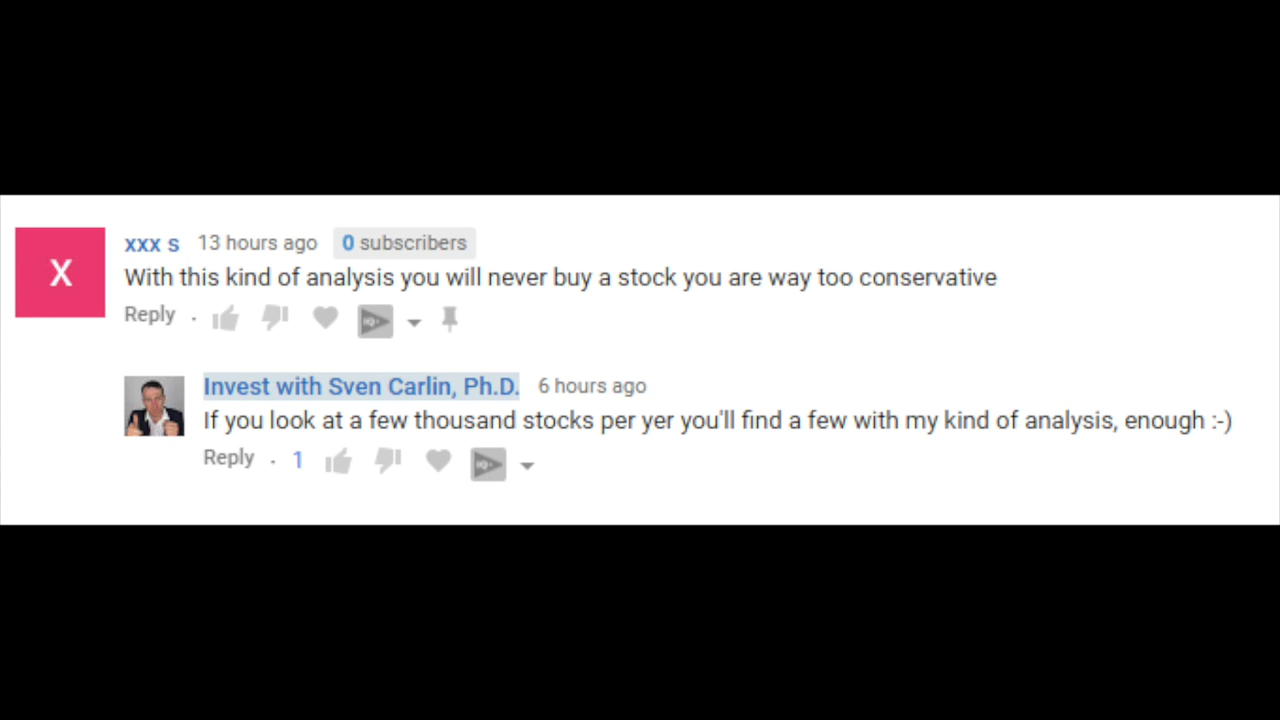 X
xxx s 13 hours ago 0 subscribers
With this kind of analysis you will never buy a stock you are way too conservative
Reply .
Invest with Sven Carlin, Ph.D. 6 hours ago
If you look at a few thousand stocks per yer you'll find a few with my kind of analysis, enough :-)
Reply . 1